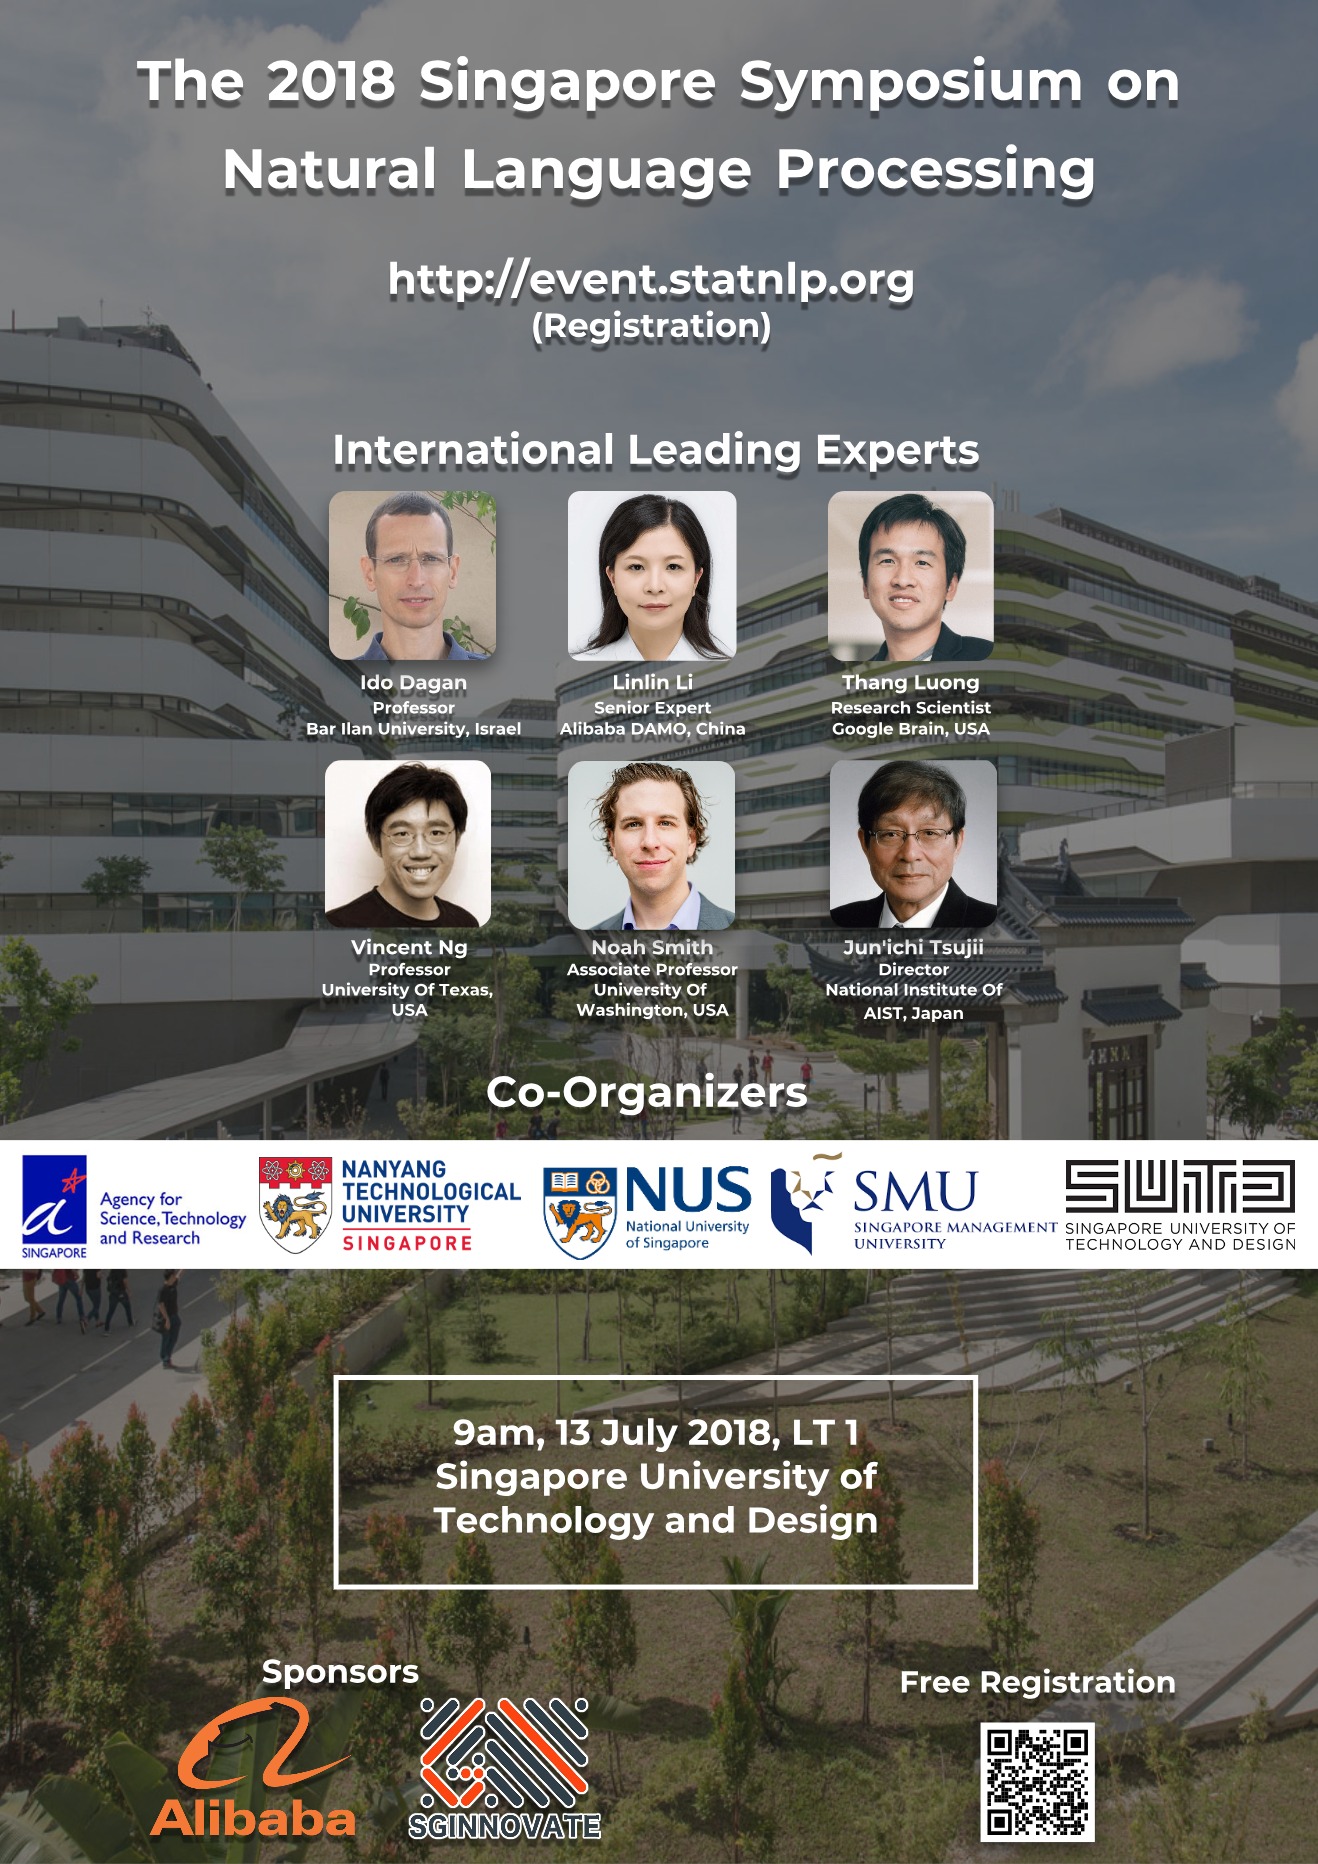 The 2018 Singapore Symposium on
Natural Language Processing
http://event.statnlp.org
(Registration)
International Leading Experts
Ido Dagan
Professor
Bar Ilan University, Israel
Linlin Li
Senior Expert
Alibaba DAMO, China
Thang Luong
Research Scientist
Google Brain, USA
Vincent Ng
Professor
University Of Texas,
USA
Noah Smith
Associate Professor
University Of
Washington, USA
Jun'ichi Tsujii
Director
National Institute Of
AIST, Japan
Co-Organizers
a
SINGAPORE
Agency for
Science, Technology
and Research
NANYANG
TECHNOLOGICAL
UNIVERSITY
SINGAPORE
NUS
National University
of Singapore
SMU
SINGAPORE MANAGEMENT
UNIVERSITY
SUTD
SINGAPORE UNIVERSITY OF
TECHNOLOGY AND DESIGN
9am, 13 July 2018, LT 1
Singapore University of
Technology and Design
Sponsors
Alibaba
SGINNOVATE
Free Registration